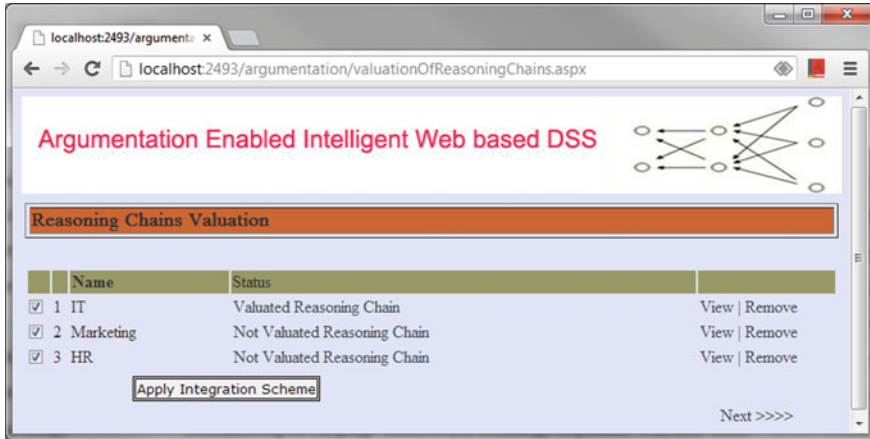 localhost:2493/argumenta
localhost:2493/argumentation/valuationOfReasoningChains.aspx
Argumentation Enabled Intelligent Web based DSS
Reasoning Chains Valuation
Name Status
1 IT Valuated Reasoning Chain View | Remove
2 Marketing Not Valuated Reasoning Chain View | Remove
3 HR Not Valuated Reasoning Chain View | Remove
Apply Integration Scheme
Next >>>>